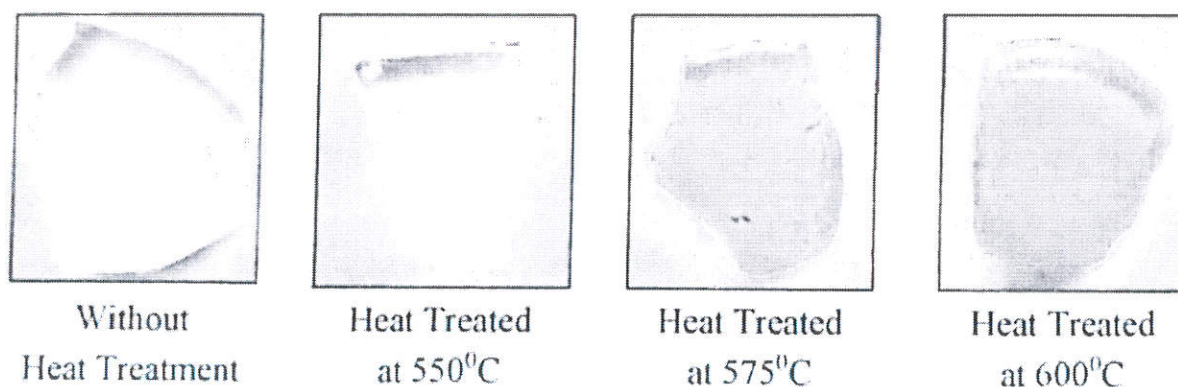 Without
Heat Treatment
Heat Treated
at 550⁰C
Heat Treated
at 575⁰C
Heat Treated
at 600⁰C